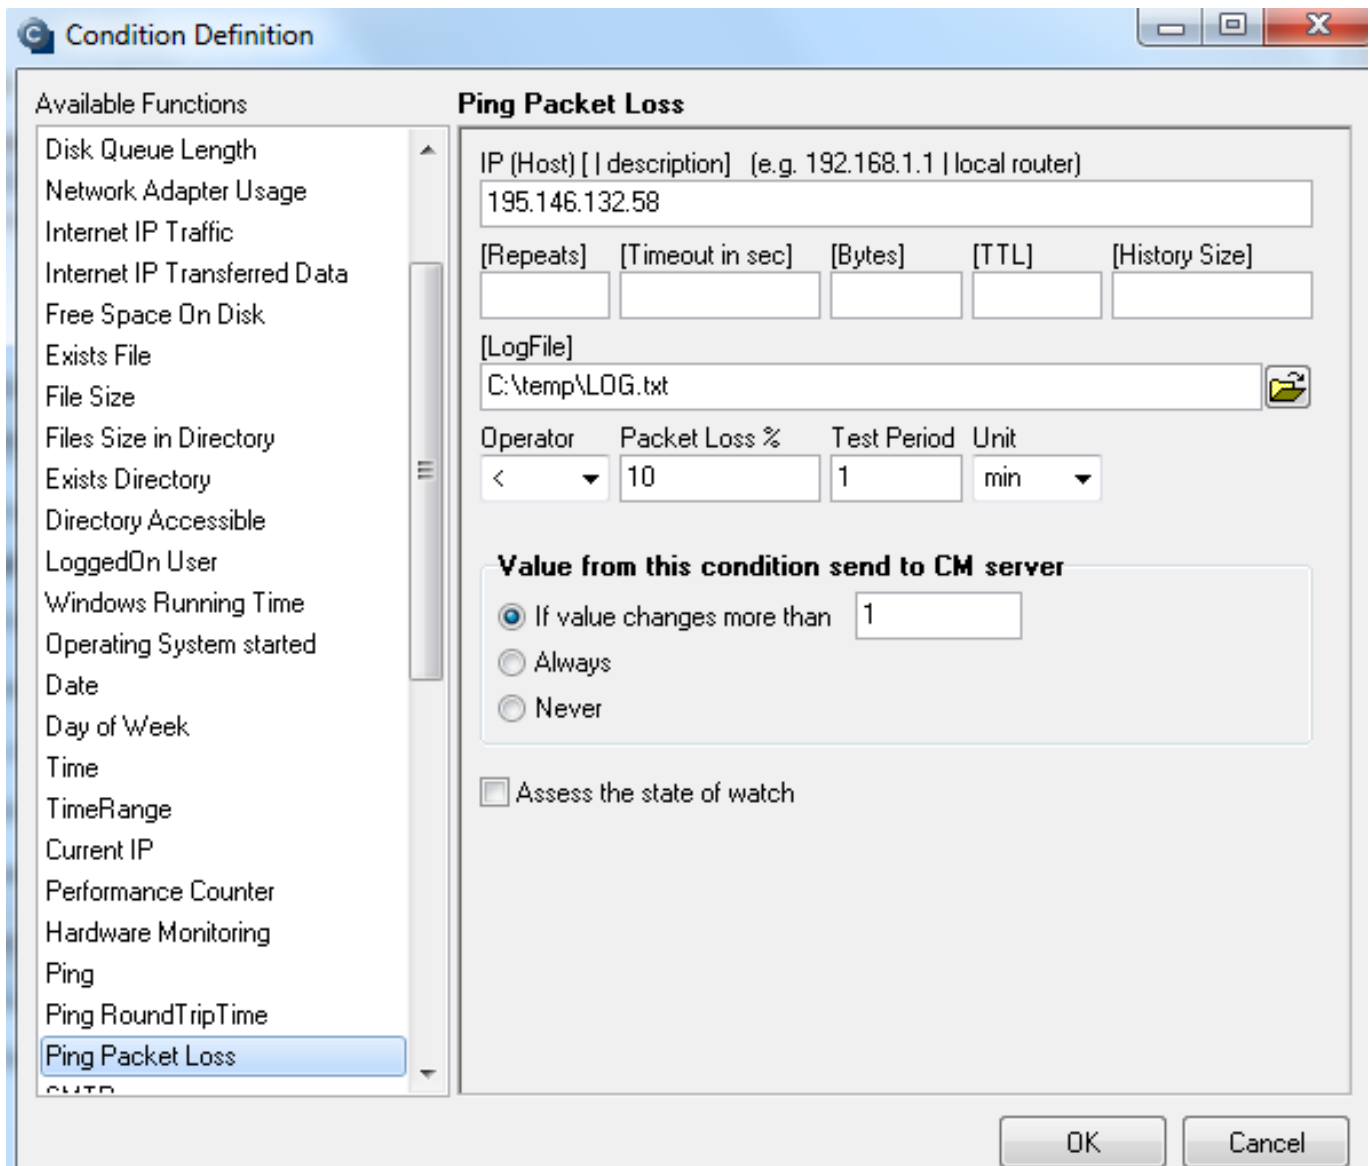 Condition Definition
Available Functions
Disk Queue Length
Network Adapter Usage
Internet IP Traffic
Internet IP Transferred Data
Free Space On Disk
Exists File
File Size
Files Size in Directory
Exists Directory
Directory Accessible
LoggedOn User
Windows Running Time
Operating System started
Date
Day of Week
Time
TimeRange
Current IP
Performance Counter
Hardware Monitoring
Ping
Ping RoundTripTime
Ping Packet Loss
Ping Packet Loss
IP (Host) [ | description]   (e.g. 192.168.1.1 | local router)
195.146.132.58
[Repeats] [Timeout in sec] [Bytes] [TTL] [History Size]
[LogFile]
C:\temp\LOG.txt
Operator Packet Loss % Test Period Unit
< 10 1 min
Value from this condition send to CM server
If value changes more than 1
Always
Never
Assess the state of watch
OK Cancel